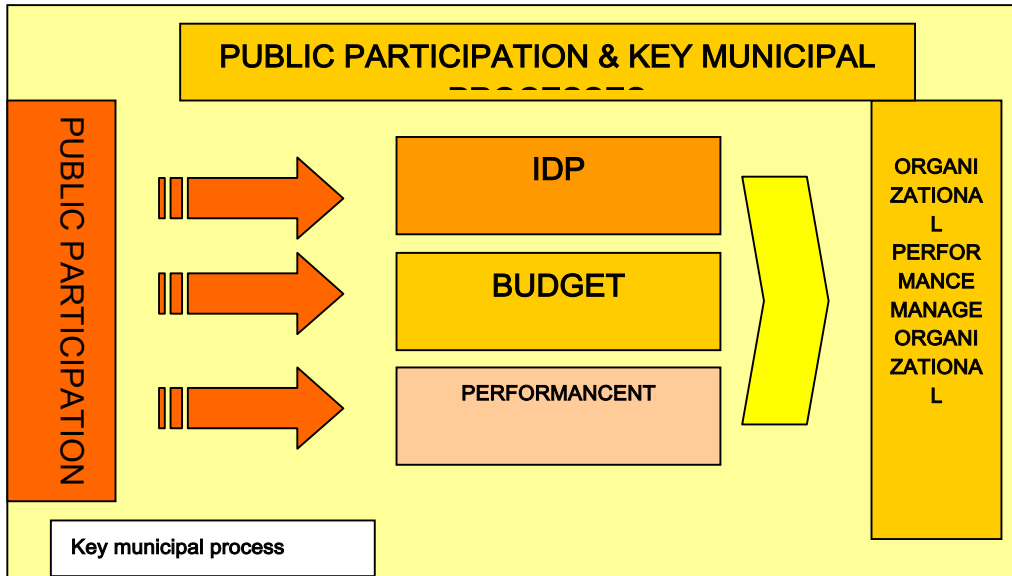 PUBLIC PARTICIPATION & KEY MUNICIPAL
PROCESSES
PUBLIC PARTICIPATION
IDP
BUDGET
PERFORMANCENT
ORGANI
ZATIONA
L
PERFOR
MANCE
MANAGE
ORGANI
ZATIONA
L
Key municipal process